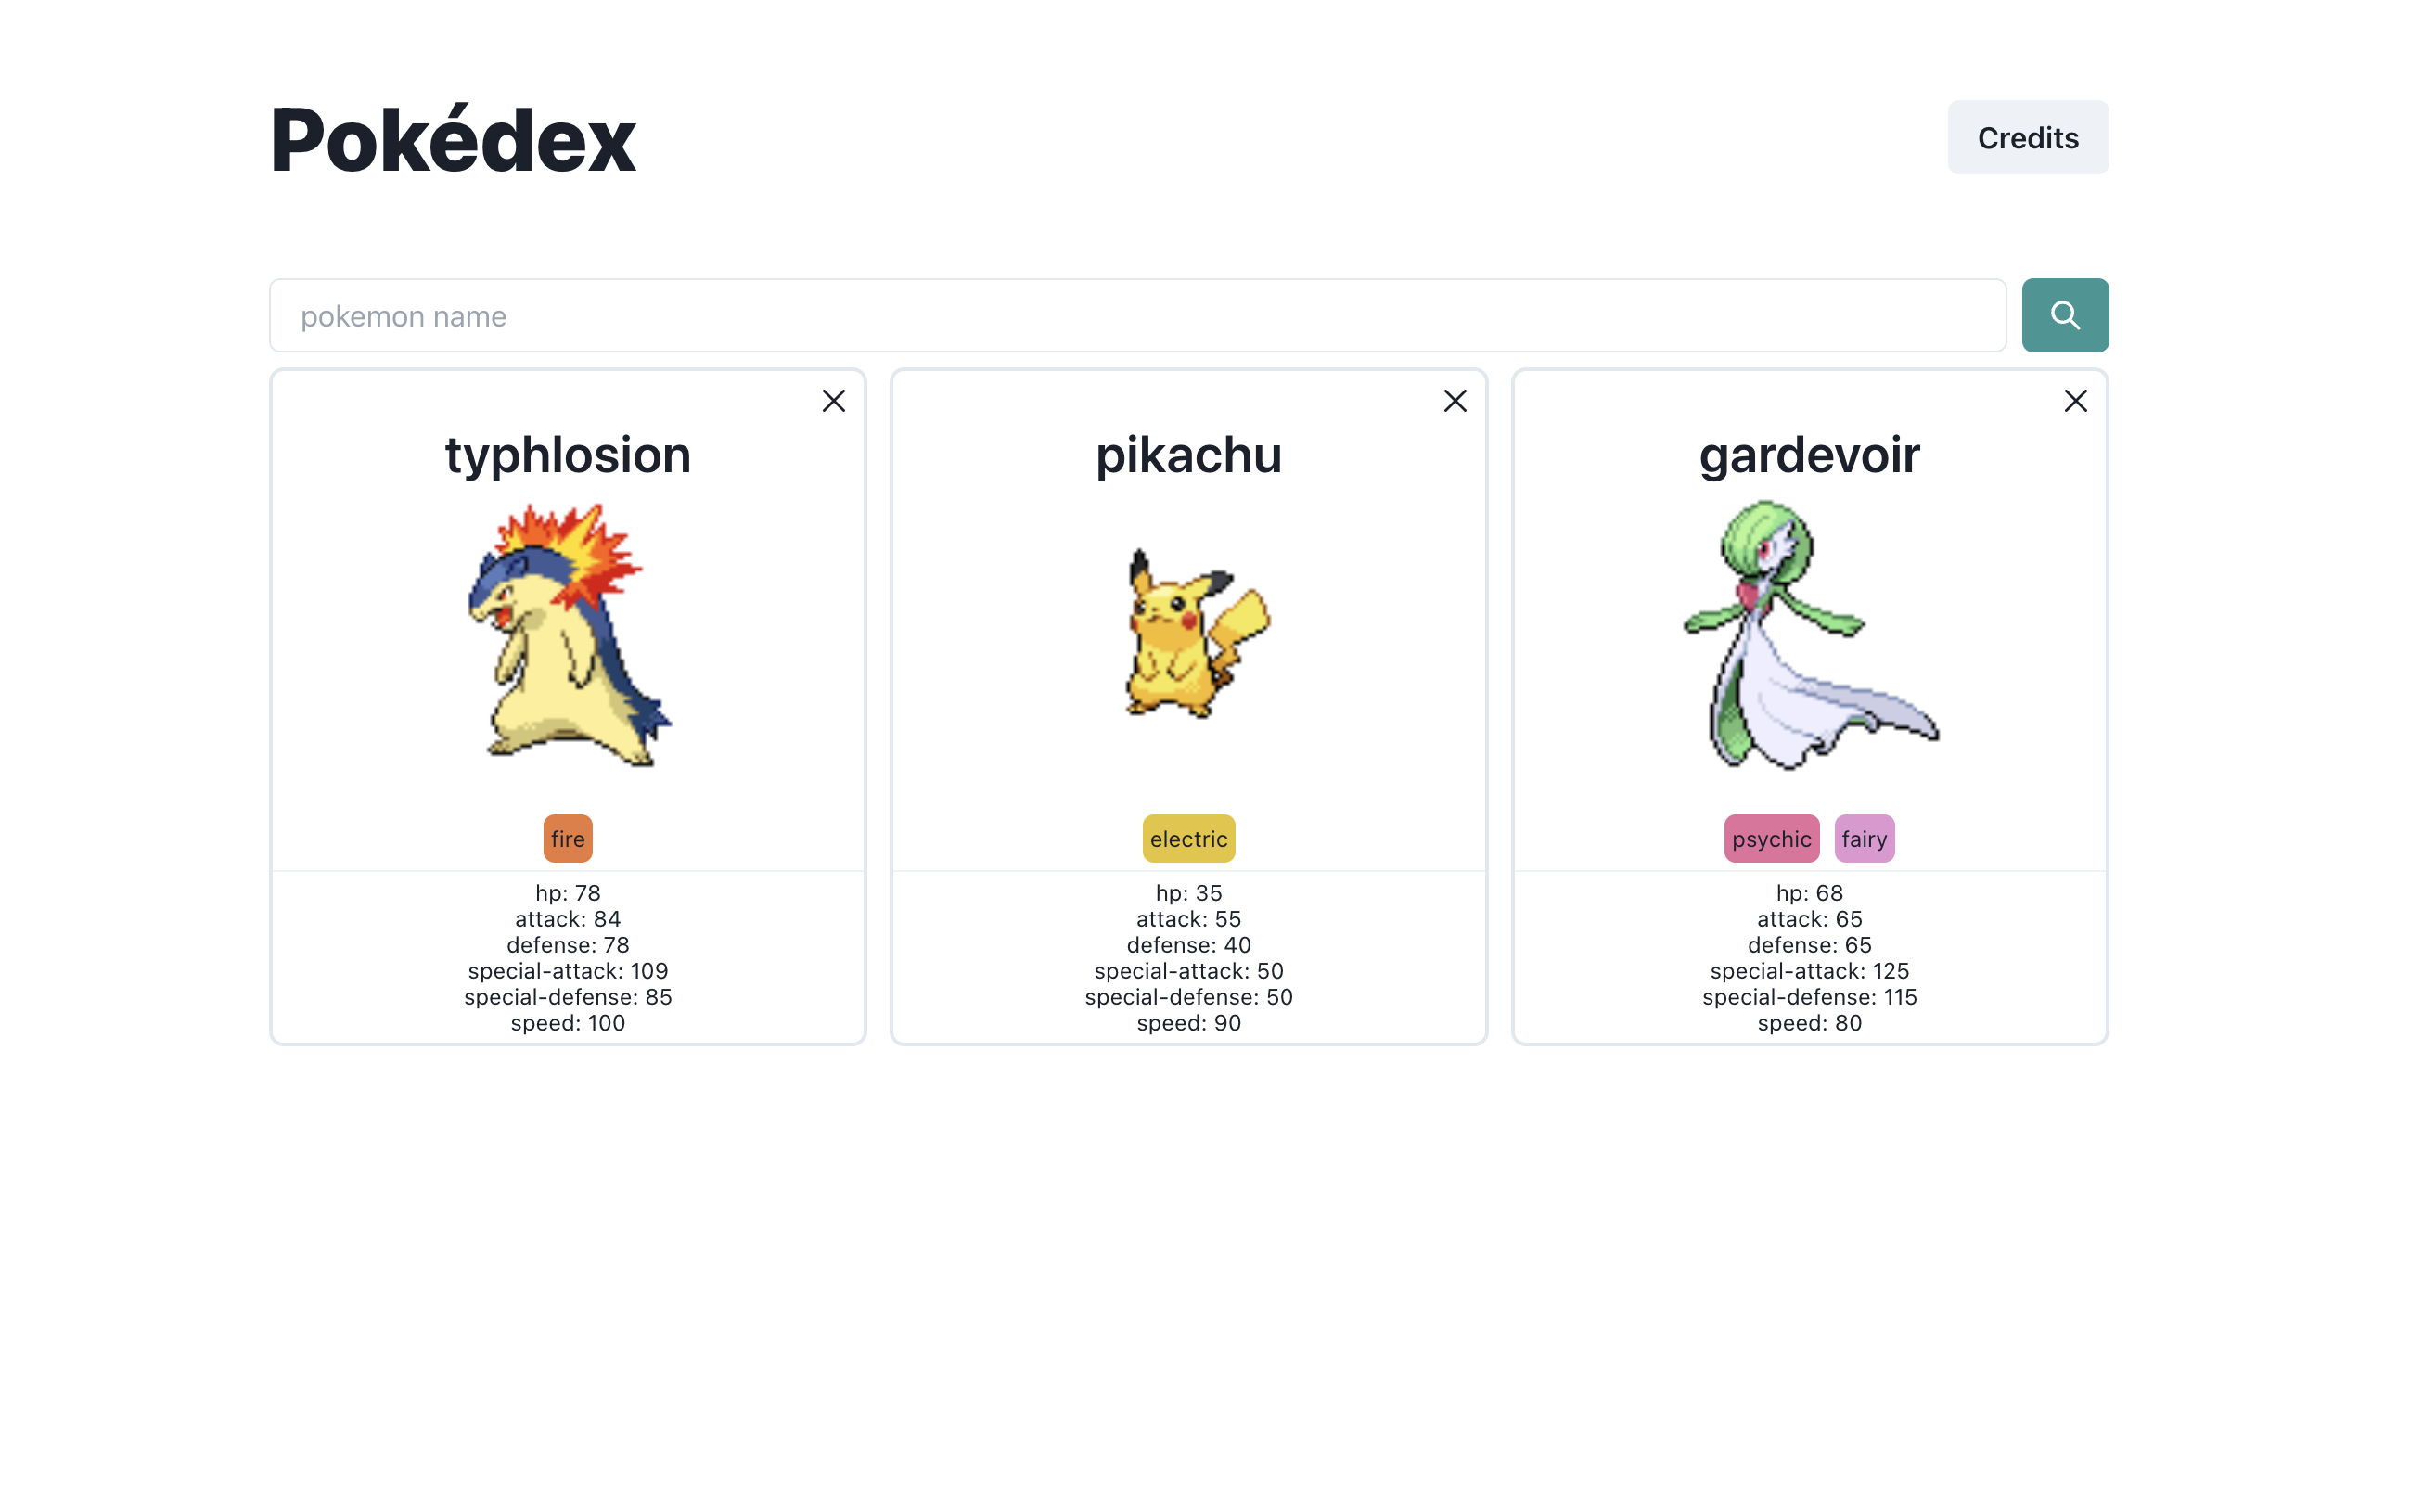 Pokédex
Credits
pokemon name
typhlosion
fire
hp: 78
attack: 84
defense: 78
special-attack: 109
special-defense: 85
speed: 100
pikachu
electric
hp: 35
attack: 55
defense: 40
special-attack: 50
special-defense: 50
speed: 90
gardevoir
psychic fairy
hp: 68
attack: 65
defense: 65
special-attack: 125
special-defense: 115
speed: 80